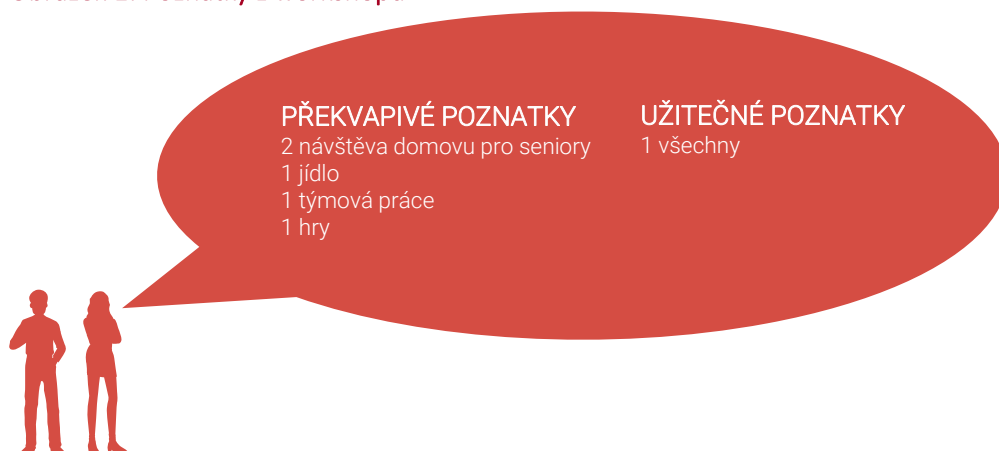 PŘEKVAPIVÉ POZNATKY
2 návštěva domovu pro seniory
1 jídlo
1 týmová práce
1 hry
UŽITEČNÉ POZNATKY
1 všechny